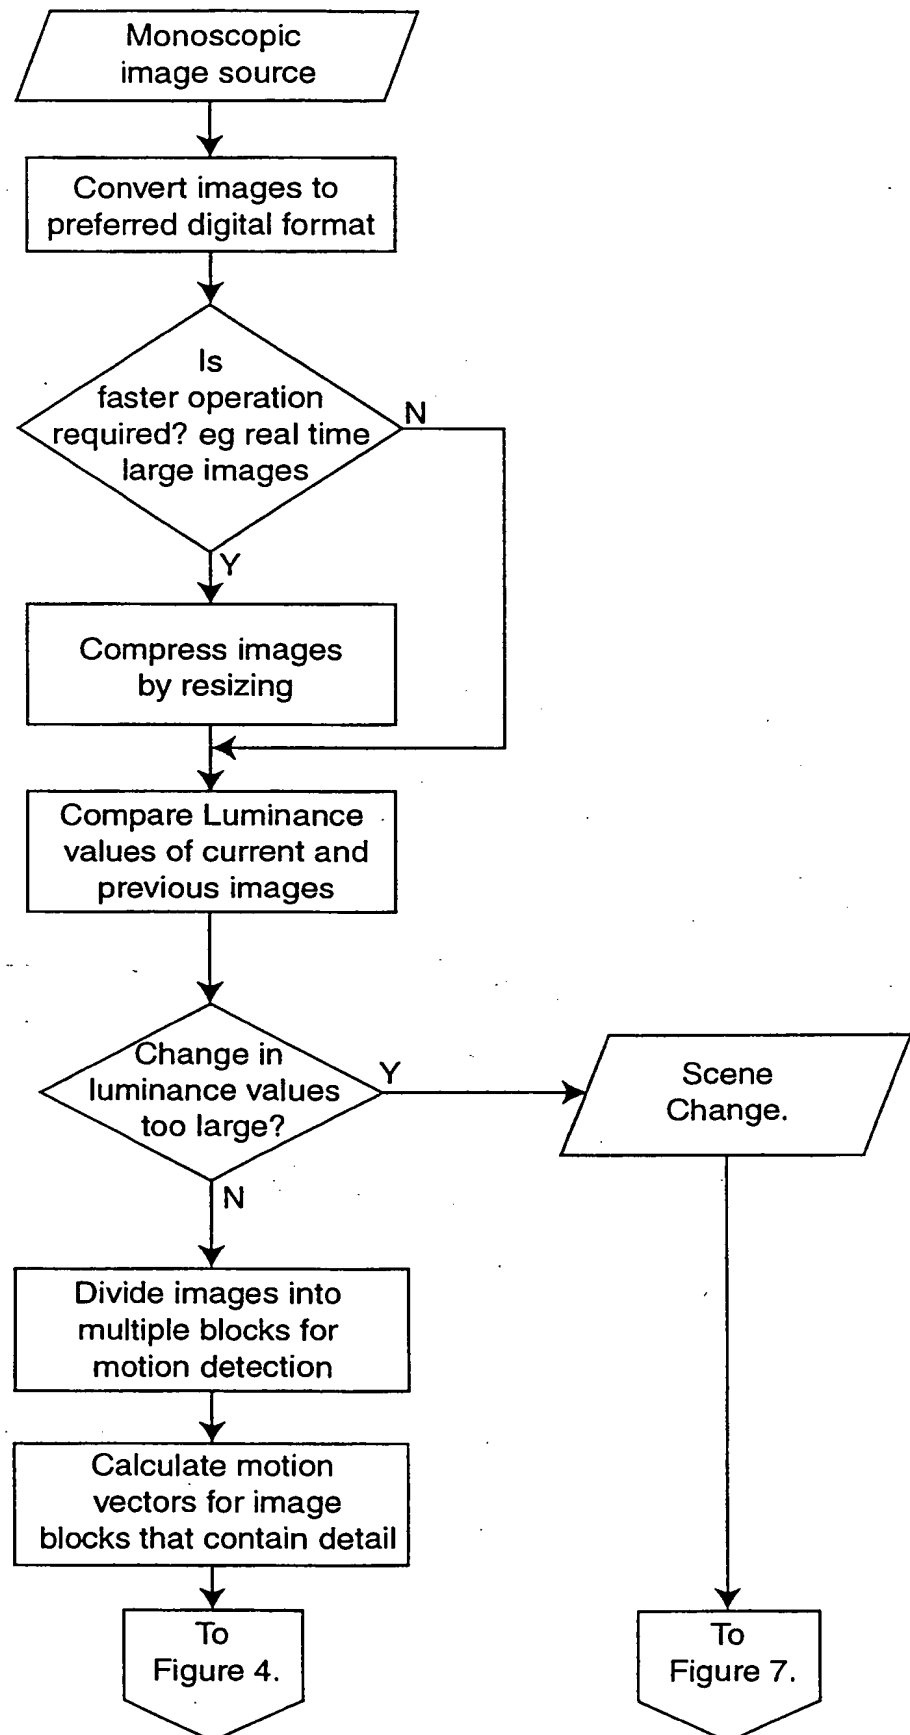 Monoscopic
image source
Convert images to
preferred digital format
Is
faster operation
required? eg real time
large images
N
Y
Compress images
by resizing
Compare Luminance
values of current and
previous images
Change in
luminance values
too large?
Y
Scene
Change.
N
Divide images into
multiple blocks for
motion detection
Calculate motion
vectors for image
blocks that contain detail
To
Figure 4.
To
Figure 7.